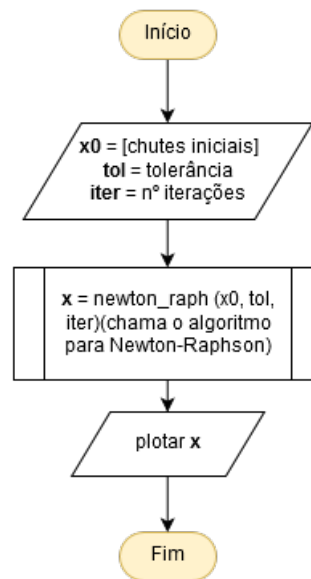 Início
x0 = [chutes iniciais]
tol = tolerância
iter = nº iterações
x = newton_raph (x0, tol,
iter)(chama o algoritmo
para Newton-Raphson)
plotar x
Fim